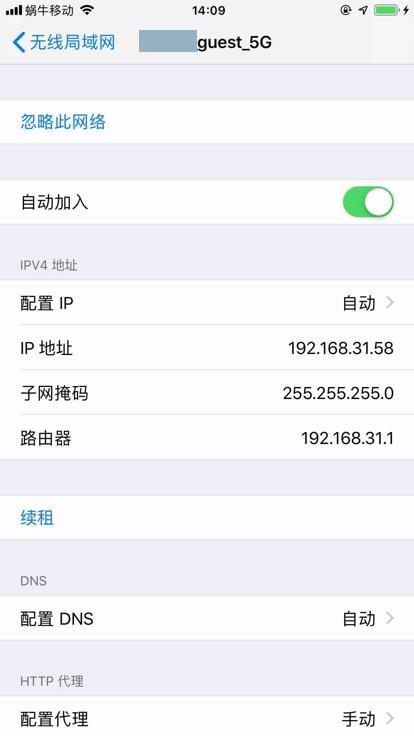 蜗牛移动 14:09
无线局域网 guest_5G
忽略此网络
自动加入
IPV4 地址
配置 IP 自动
IP 地址 192.168.31.58
子网掩码 255.255.255.0
路由器 192.168.31.1
续租
DNS
配置 DNS 自动
HTTP 代理
配置代理 手动